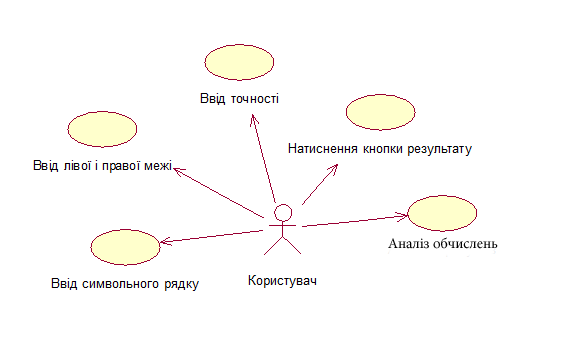 Ввід точності
Натиснення кнопки результату
Ввід лівої і правої межі
Аналіз обчислень
Ввід символьного рядку
Користувач